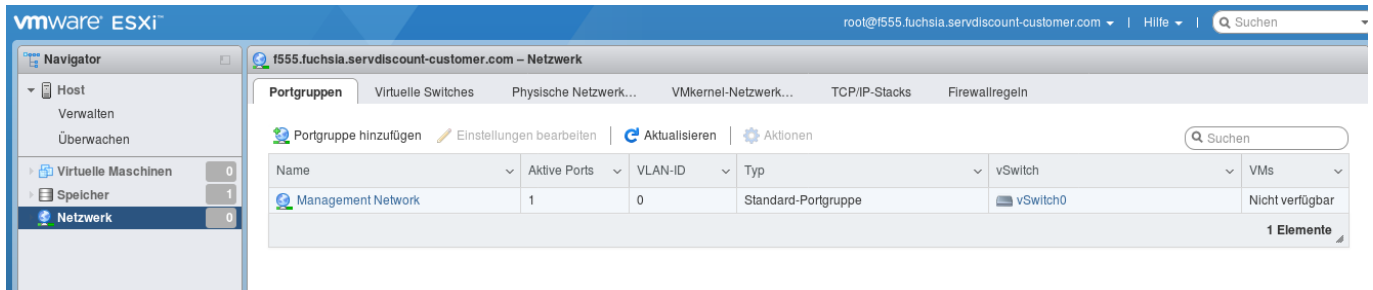 vmware ESXi™
root@f555.fuchsia.servdiscount-customer.com | Hilfe | Suchen
Navigator
f555.fuchsia.servdiscount-customer.com – Netzwerk
Host
Verwalten
Überwachen
Virtuelle Maschinen 0
Speicher 1
Netzwerk 0
Portgruppen Virtuelle Switches Physische Netzwerk... VMkernel-Netzwerk... TCP/IP-Stacks Firewallregeln
Portgruppe hinzufügen Einstellungen bearbeiten | Aktualisieren | Aktionen Suchen
Name Aktive Ports VLAN-ID Typ vSwitch VMs
Management Network 1 0 Standard-Portgruppe vSwitch0 Nicht verfügbar
1 Elemente